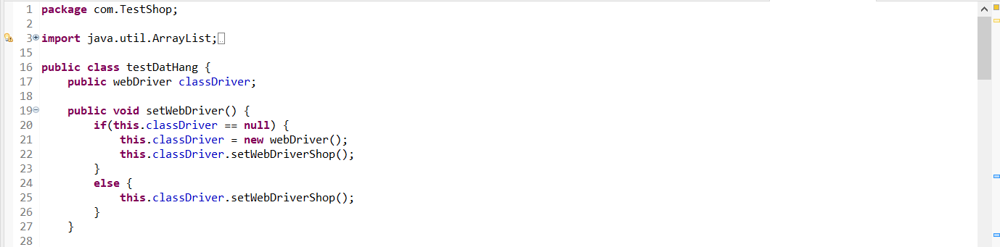 1 package com.TestShop;
2
3 import java.util.ArrayList;
15
16 public class testDatHang {
17 public webDriver classDriver;
18
19 public void setWebDriver() {
20 if(this.classDriver == null) {
21 this.classDriver = new webDriver();
22 this.classDriver.setWebDriverShop();
23 }
24 else {
25 this.classDriver.setWebDriverShop();
26 }
27 }
28